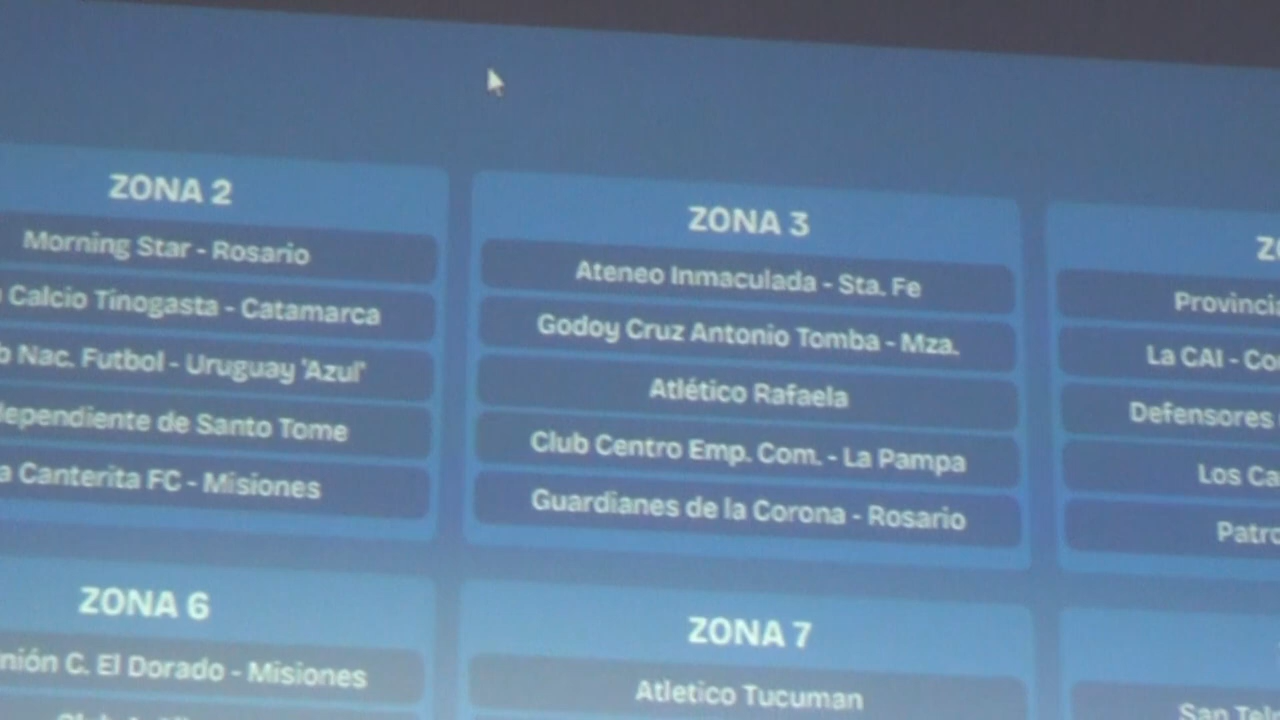 ZONA 2
Morning Star - Rosario
Calcio Tinogasta - Catamarca
Nac. Futbol - Uruguay 'Azul'
de Santo Tome
Canterita FC - Misiones
ZONA 3
Ateneo Inmaculada - Sta. Fe
Godoy Cruz Antonio Tomba - Mza.
Atlético Rafaela
Club Centro Emp. Com. - La Pampa
Guardianes de la Corona - Rosario
La CAI -
Defensores
Los
ZONA 6
C. El Dorado - Misiones
ZONA 7
Atletico Tucuman
San